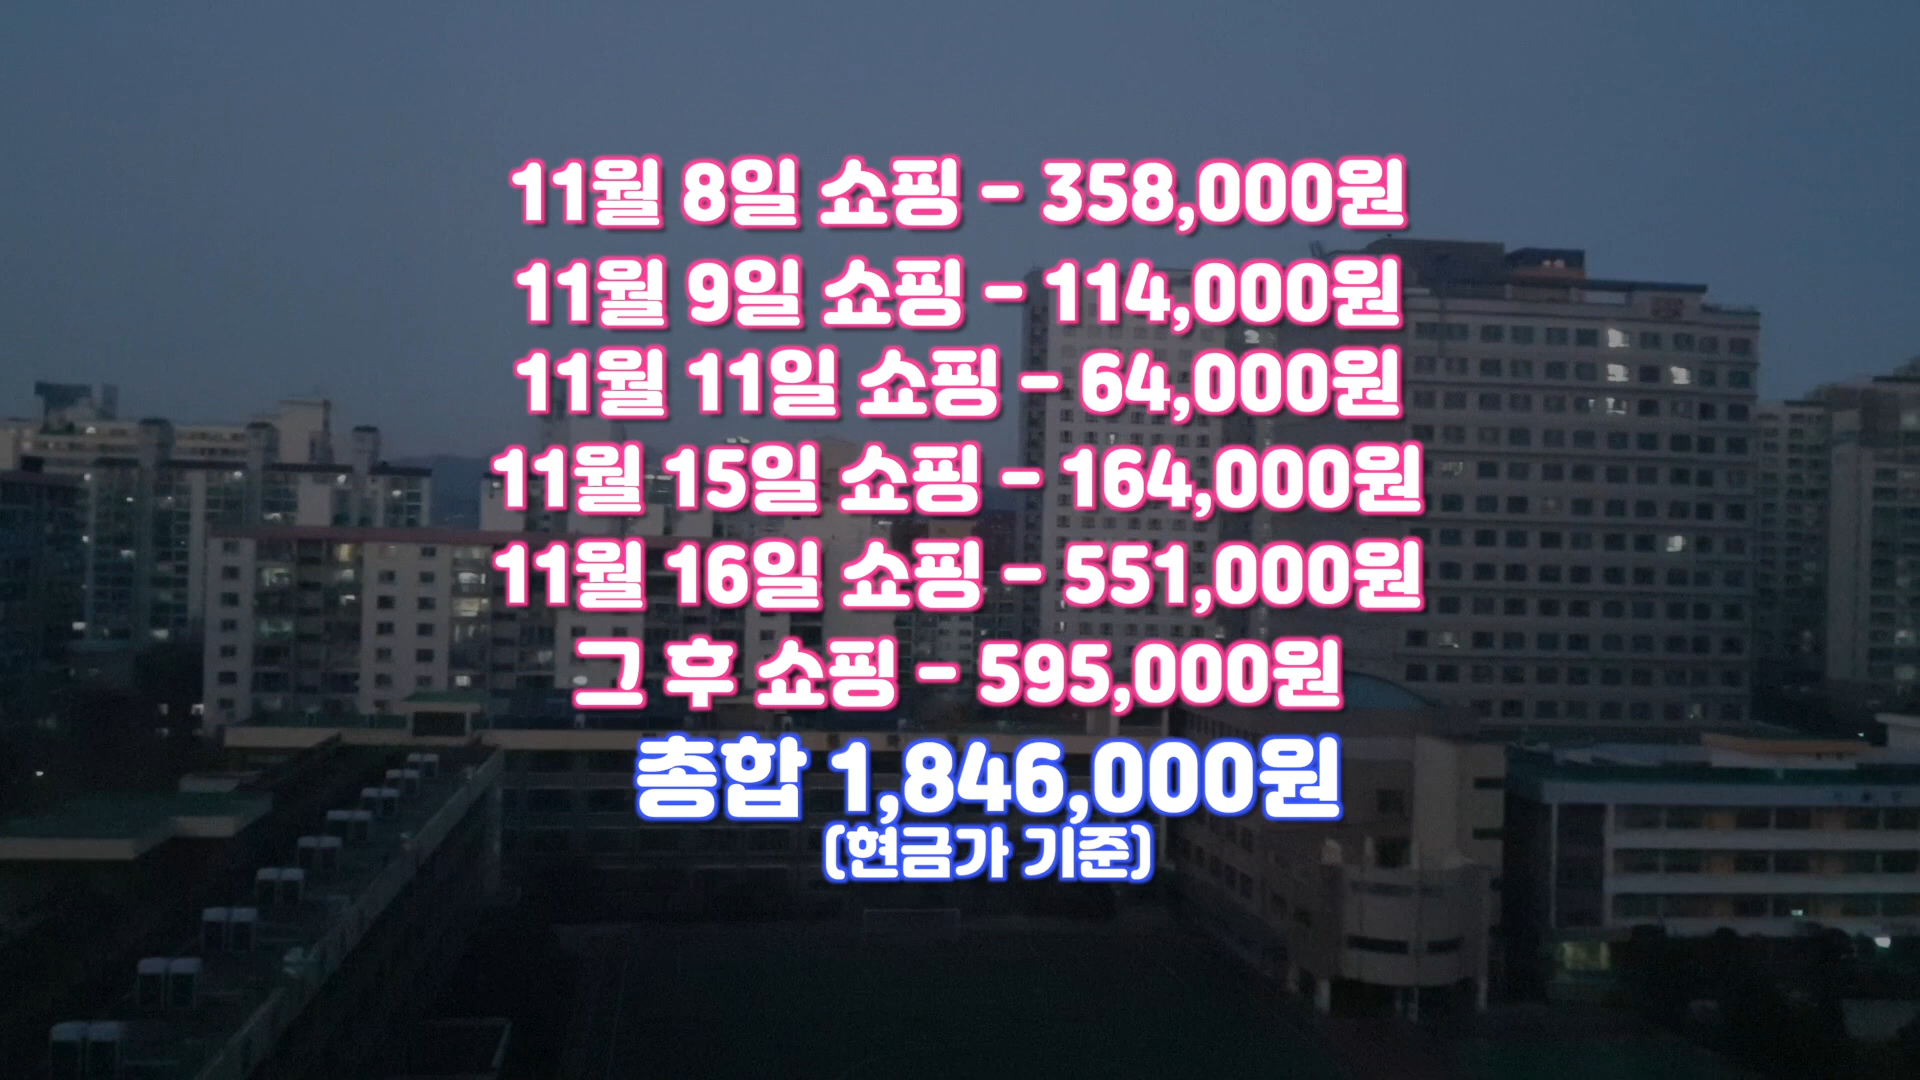 11월 8일 쇼핑 - 358,000원
11월 9일 쇼핑 - 114,000원
11월 11일 쇼핑 - 64,000원
11월 15일 쇼핑 - 164,000원
11월 16일 쇼핑 - 551,000원
그 후 쇼핑 - 595,000원
총합 1,846,000원
(현금가 기준)